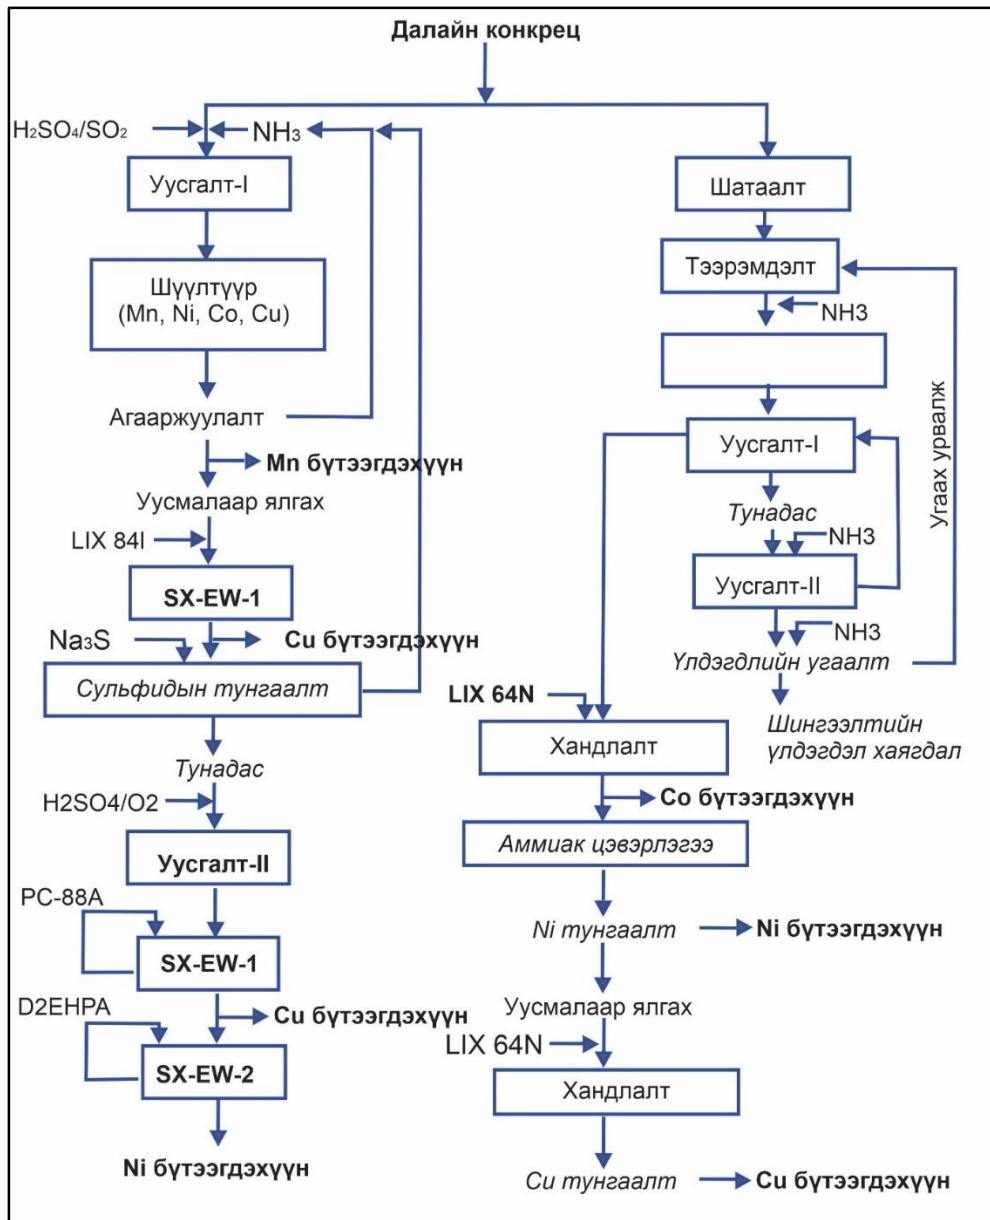 Далайн конкрец
H₂SO₄/SO₂
NH₃
Уусгалт-I
Шүүлтүүр
(Mn, Ni, Co, Cu)
Агааржуулалт
Mn бүтээгдэхүүн
Уусмалаар ялгах
LIX 84I
SX-EW-1
Cu бүтээгдэхүүн
Na₃S
Сульфидын тунгаалт
Тунадас
H2SO4/O2
Уусгалт-II
PC-88A
SX-EW-1
Cu бүтээгдэхүүн
D2EHPA
SX-EW-2
Ni бүтээгдэхүүн
Шатаалт
Тээрэмдэлт
NH3
Уусгалт-I
Тунадас
NH3
Уусгалт-II
NH3
Үлдэгдлийн угаалт
Угаах урвалж
Шингээлтийн
үлдэгдэл хаягдал
LIX 64N
Хандлалт
Co бүтээгдэхүүн
Аммиак цэвэрлэгээ
Ni тунгаалт
Ni бүтээгдэхүүн
Уусмалаар ялгах
LIX 64N
Хандлалт
Cu тунгаалт
Cu бүтээгдэхүүн